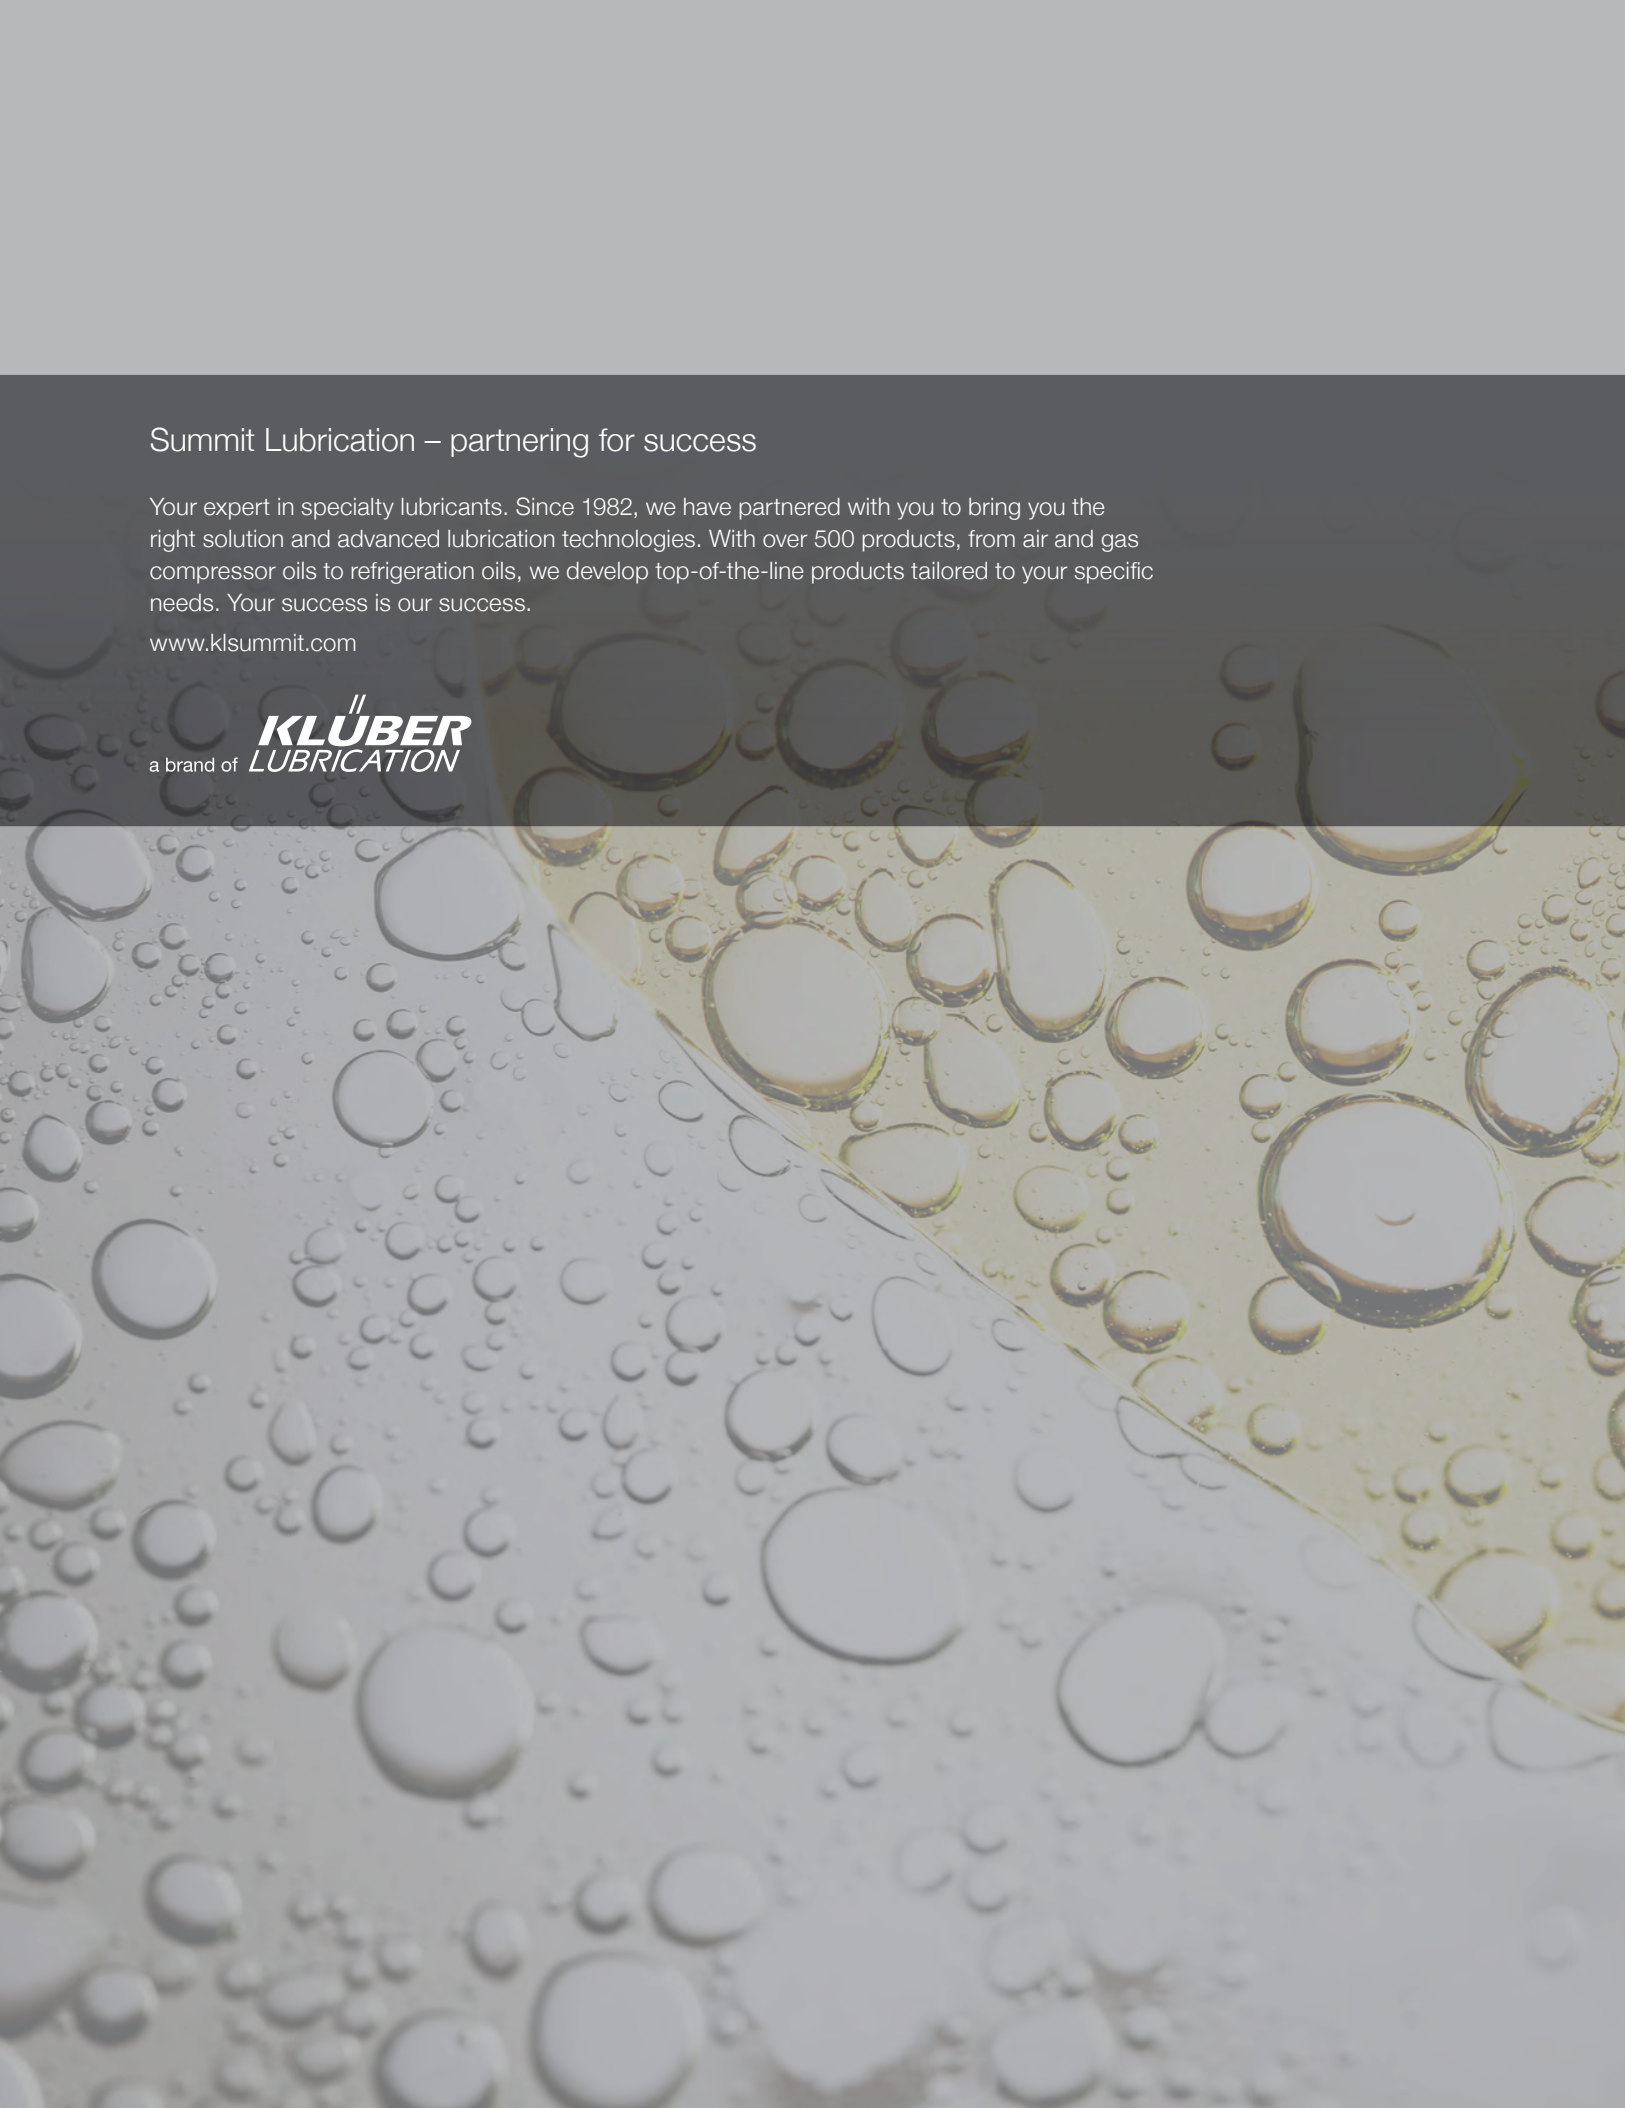 Summit Lubrication – partnering for success
Your expert in specialty lubricants. Since 1982, we have partnered with you to bring you the
right solution and advanced lubrication technologies. With over 500 products, from air and gas
compressor oils to refrigeration oils, we develop top-of-the-line products tailored to your specific
needs. Your success is our success.
www.klsummit.com
a brand of KLÜBER
LUBRICATION